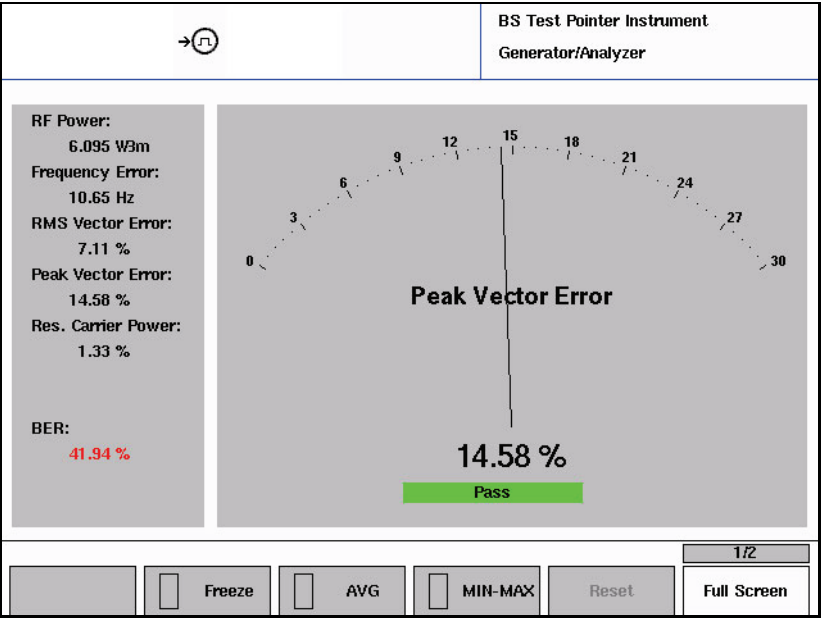 BS Test Pointer Instrument
Generator/Analyzer
RF Power:
6.095 W3m
Frequency Error:
10.65 Hz
RMS Vector Error:
7.11 %
Peak Vector Error:
14.58 %
Res. Carrier Power:
1.33 %
BER:
41.94 %
0 3 6 9 12 15 18 21 24 27 30
Peak Vector Error
14.58 %
Pass
1/2
Freeze AVG MIN-MAX Reset Full Screen